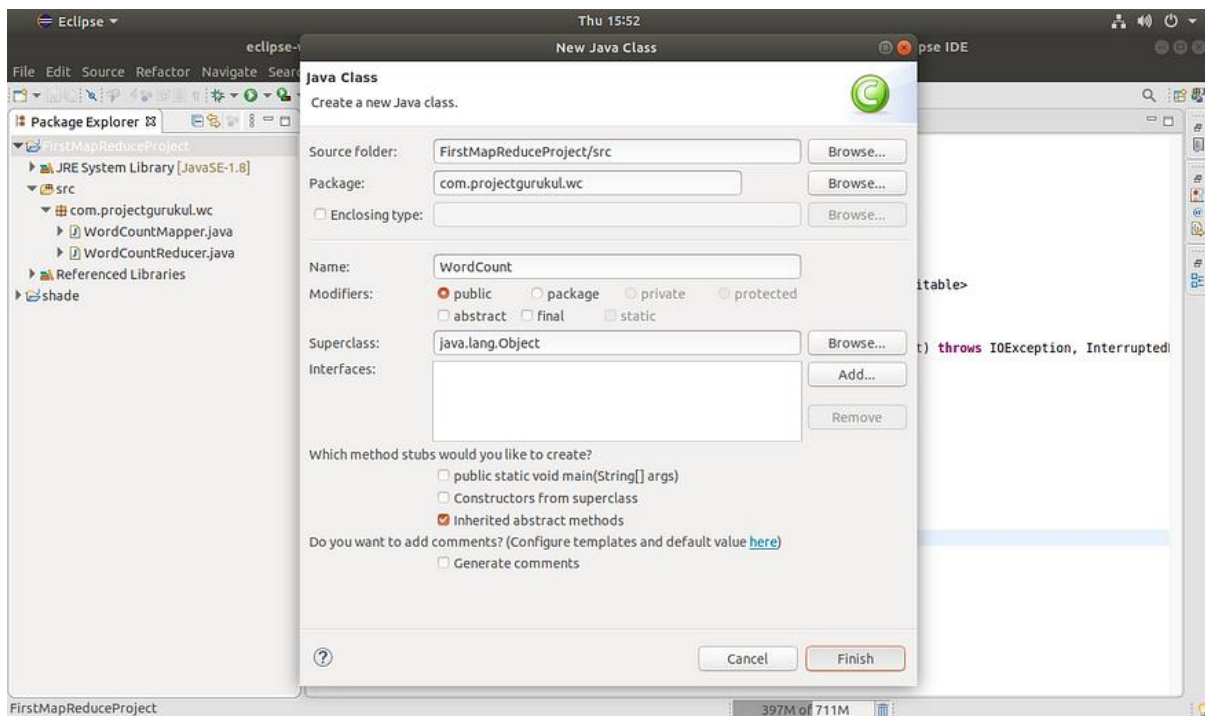 Eclipse
Thu 15:52
eclipse-
New Java Class
pse IDE
File Edit Source Refactor Navigate Sear
Package Explorer
FirstMapReduceProject
JRE System Library [JavaSE-1.8]
src
com.projectgurukul.wc
WordCountMapper.java
WordCountReducer.java
Referenced Libraries
shade
Java Class
Create a new Java class.
Source folder: FirstMapReduceProject/src Browse...
Package: com.projectgurukul.wc Browse...
Enclosing type: Browse...
Name: WordCount
Modifiers: public package private protected
abstract final static
Superclass: java.lang.Object Browse...
Interfaces: Add...
Remove
Which method stubs would you like to create?
public static void main(String[] args)
Constructors from superclass
Inherited abstract methods
Do you want to add comments? (Configure templates and default value here)
Generate comments
Cancel Finish
itable>
t) throws IOException, Interrupted
FirstMapReduceProject
397M of 711M